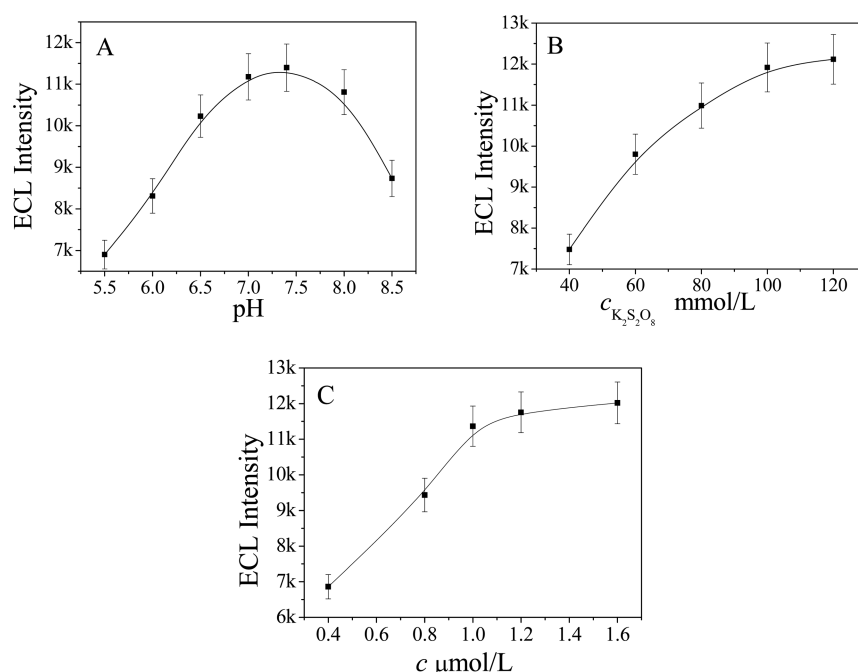 A
ECL Intensity
12k
11k
10k
9k
8k
7k
5.5 6.0 6.5 7.0 7.5 8.0 8.5
pH
B
ECL Intensity
13k
12k
11k
10k
9k
8k
7k
40 60 80 100 120
c K2S2O8 mmol/L
C
ECL Intensity
13k
12k
11k
10k
9k
8k
7k
6k
0.4 0.6 0.8 1.0 1.2 1.4 1.6
c μmol/L